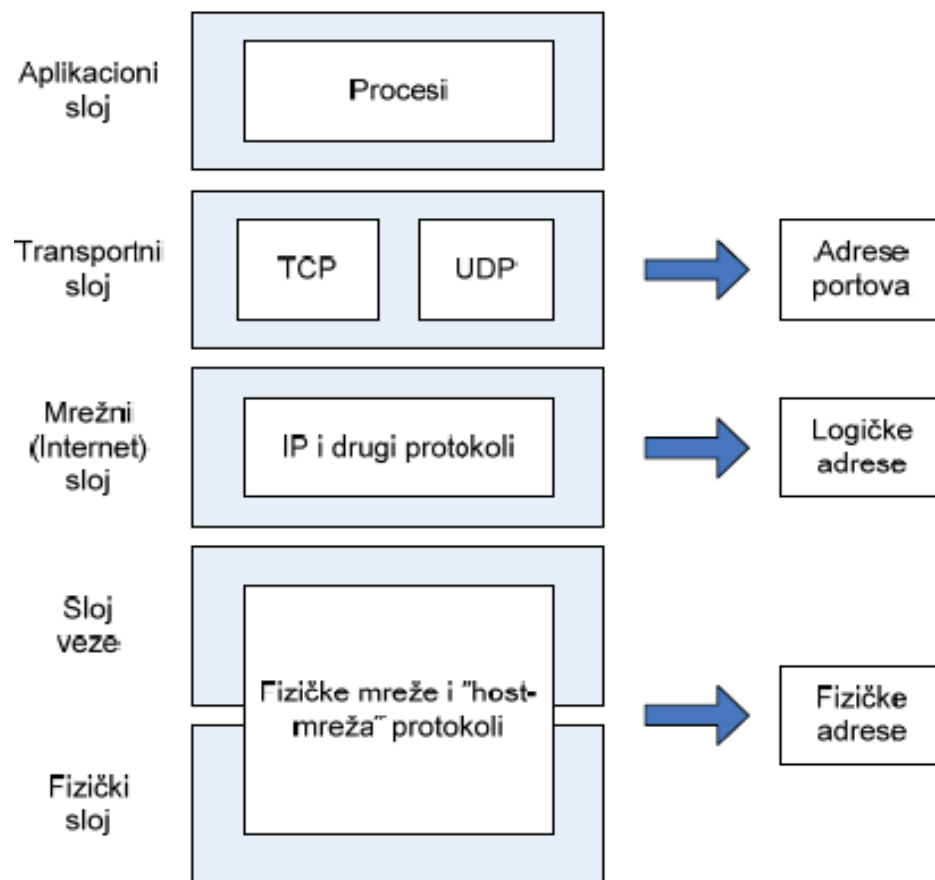 Aplikacioni
sloj
Procesi
Transportni
sloj
TCP
UDP
Adrese
portova
Mrežni
(Internet)
sloj
IP i drugi protokoli
Logičke
adrese
Sloj
veze
Fizičke mreže i "host-
mreža" protokoli
Fizičke
adrese
Fizički
sloj